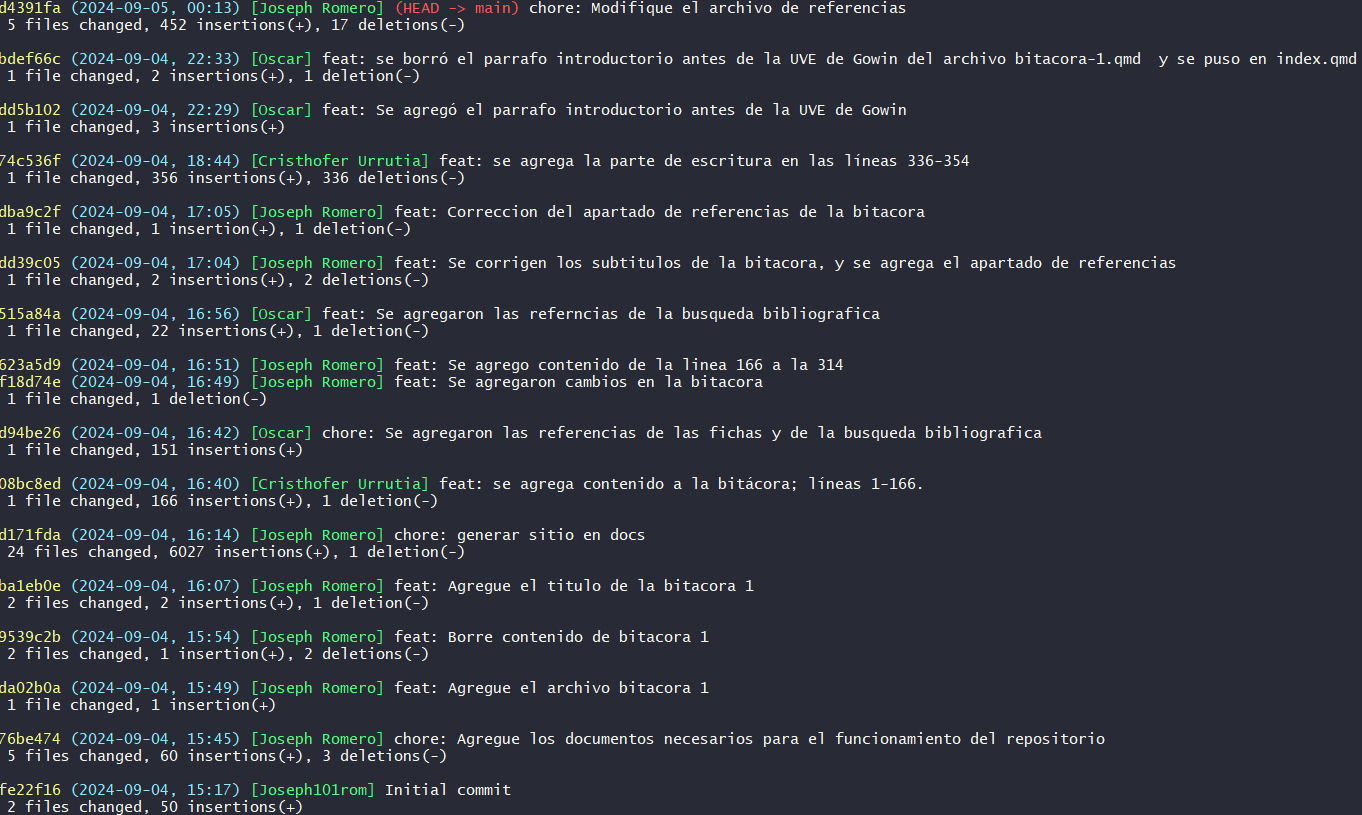 d4391fa (2024-09-05, 00:13) [Joseph Romero] (HEAD -> main) chore: Modifique el archivo de referencias
5 files changed, 452 insertions(+), 17 deletions(-)
bdef66c (2024-09-04, 22:33) [Oscar] feat: se borró el parrafo introductorio antes de la UVE de Gowin del archivo bitacora-1.qmd  y se puso en index.qmd
1 file changed, 2 insertions(+), 1 deletion(-)
dd5b102 (2024-09-04, 22:29) [Oscar] feat: Se agregó el parrafo introductorio antes de la UVE de Gowin
1 file changed, 3 insertions(+)
74c536f (2024-09-04, 18:44) [Cristhofer Urrutia] feat: se agrega la parte de escritura en las líneas 336-354
1 file changed, 356 insertions(+), 336 deletions(-)
dba9c2f (2024-09-04, 17:05) [Joseph Romero] feat: Correccion del apartado de referencias de la bitacora
1 file changed, 1 insertion(+), 1 deletion(-)
dd39c05 (2024-09-04, 17:04) [Joseph Romero] feat: Se corrigen los subtitulos de la bitacora, y se agrega el apartado de referencias
1 file changed, 2 insertions(+), 2 deletions(-)
515a84a (2024-09-04, 16:56) [Oscar] feat: Se agregaron las referncias de la busqueda bibliografica
1 file changed, 22 insertions(+), 1 deletion(-)
623a5d9 (2024-09-04, 16:51) [Joseph Romero] feat: Se agrego contenido de la linea 166 a la 314
f18d74e (2024-09-04, 16:49) [Joseph Romero] feat: Se agregaron cambios en la bitacora
1 file changed, 1 deletion(-)
d94be26 (2024-09-04, 16:42) [Oscar] chore: Se agregaron las referencias de las fichas y de la busqueda bibliografica
1 file changed, 151 insertions(+)
08bc8ed (2024-09-04, 16:40) [Cristhofer Urrutia] feat: se agrega contenido a la bitácora; líneas 1-166.
1 file changed, 166 insertions(+), 1 deletion(-)
d171fda (2024-09-04, 16:14) [Joseph Romero] chore: generar sitio en docs
24 files changed, 6027 insertions(+), 1 deletion(-)
ba1eb0e (2024-09-04, 16:07) [Joseph Romero] feat: Agregue el titulo de la bitacora 1
2 files changed, 2 insertions(+), 1 deletion(-)
9539c2b (2024-09-04, 15:54) [Joseph Romero] feat: Borre contenido de bitacora 1
2 files changed, 1 insertion(+), 2 deletions(-)
da02b0a (2024-09-04, 15:49) [Joseph Romero] feat: Agregue el archivo bitacora 1
1 file changed, 1 insertion(+)
76be474 (2024-09-04, 15:45) [Joseph Romero] chore: Agregue los documentos necesarios para el funcionamiento del repositorio
5 files changed, 60 insertions(+), 3 deletions(-)
fe22f16 (2024-09-04, 15:17) [Joseph101rom] Initial commit
2 files changed, 50 insertions(+)